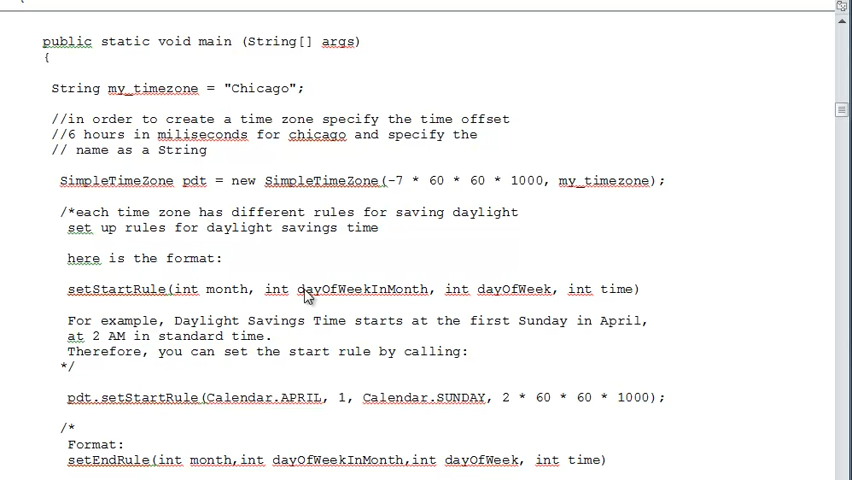 public static void main (String[] args)
{
String my_timezone = "Chicago";
//in order to create a time zone specify the time offset
//6 hours in miliseconds for chicago and specify the
// name as a String
SimpleTimeZone pdt = new SimpleTimeZone(-7 * 60 * 60 * 1000, my_timezone);
/*each time zone has different rules for saving daylight
set up rules for daylight savings time
here is the format:
setStartRule(int month, int dayOfWeekInMonth, int dayOfWeek, int time)
For example, Daylight Savings Time starts at the first Sunday in April,
at 2 AM in standard time.
Therefore, you can set the start rule by calling:
*/
pdt.setStartRule(Calendar.APRIL, 1, Calendar.SUNDAY, 2 * 60 * 60 * 1000);
/*
Format:
setEndRule(int month,int dayOfWeekInMonth,int dayOfWeek, int time)